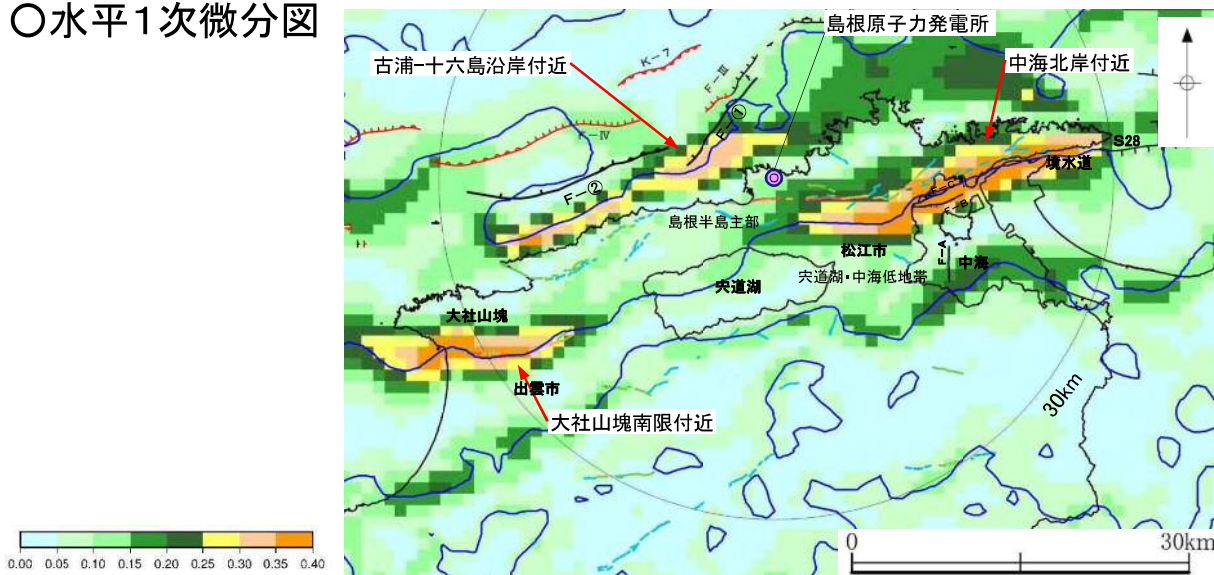 ○水平1次微分図
島根原子力発電所
古浦-十六島沿岸付近
中海北岸付近
K-7
F-Ⅲ
F-①
K-Ⅳ
S28
境水道
F-②
F-C
F-B
島根半島主部
松江市
F-A
中海
宍道湖
宍道湖・中海低地帯
大社山塊
出雲市
大社山塊南限付近
30km
0.00 0.05 0.10 0.15 0.20 0.25 0.30 0.35 0.40
0 30km